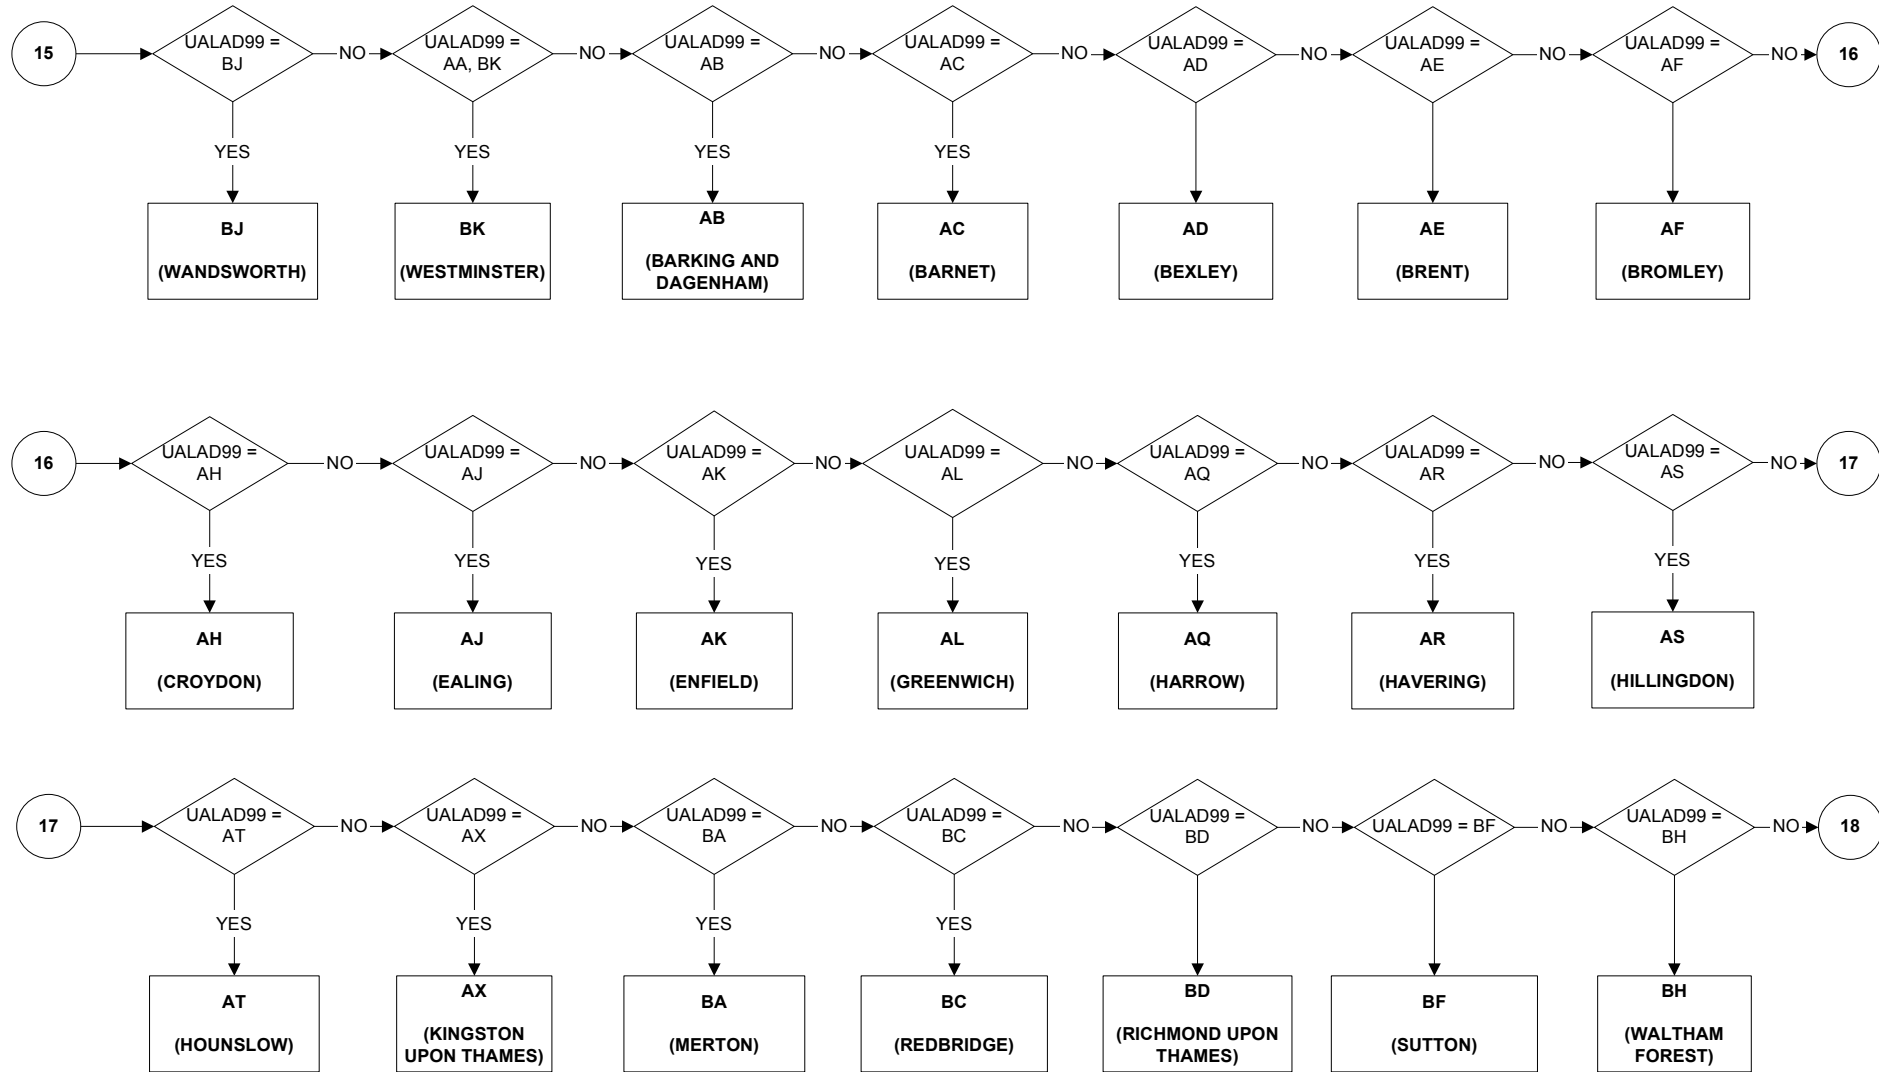 15
UALAD99 =
BJ
NO
UALAD99 =
AA, BK
NO
UALAD99 =
AB
NO
UALAD99 =
AC
NO
UALAD99 =
AD
NO
UALAD99 =
AE
NO
UALAD99 =
AF
NO
16
YES
YES
YES
YES
BJ
(WANDSWORTH)
BK
(WESTMINSTER)
AB
(BARKING AND
DAGENHAM)
AC
(BARNET)
AD
(BEXLEY)
AE
(BRENT)
AF
(BROMLEY)
16
UALAD99 =
AH
NO
UALAD99 =
AJ
NO
UALAD99 =
AK
NO
UALAD99 =
AL
NO
UALAD99 =
AQ
NO
UALAD99 =
AR
NO
UALAD99 =
AS
NO
17
YES
YES
YES
YES
YES
YES
YES
AH
(CROYDON)
AJ
(EALING)
AK
(ENFIELD)
AL
(GREENWICH)
AQ
(HARROW)
AR
(HAVERING)
AS
(HILLINGDON)
17
UALAD99 =
AT
NO
UALAD99 =
AX
NO
UALAD99 =
BA
NO
UALAD99 =
BC
NO
UALAD99 =
BD
NO
UALAD99 = BF
NO
UALAD99 =
BH
NO
18
YES
YES
YES
YES
AT
(HOUNSLOW)
AX
(KINGSTON
UPON THAMES)
BA
(MERTON)
BC
(REDBRIDGE)
BD
(RICHMOND UPON
THAMES)
BF
(SUTTON)
BH
(WALTHAM
FOREST)